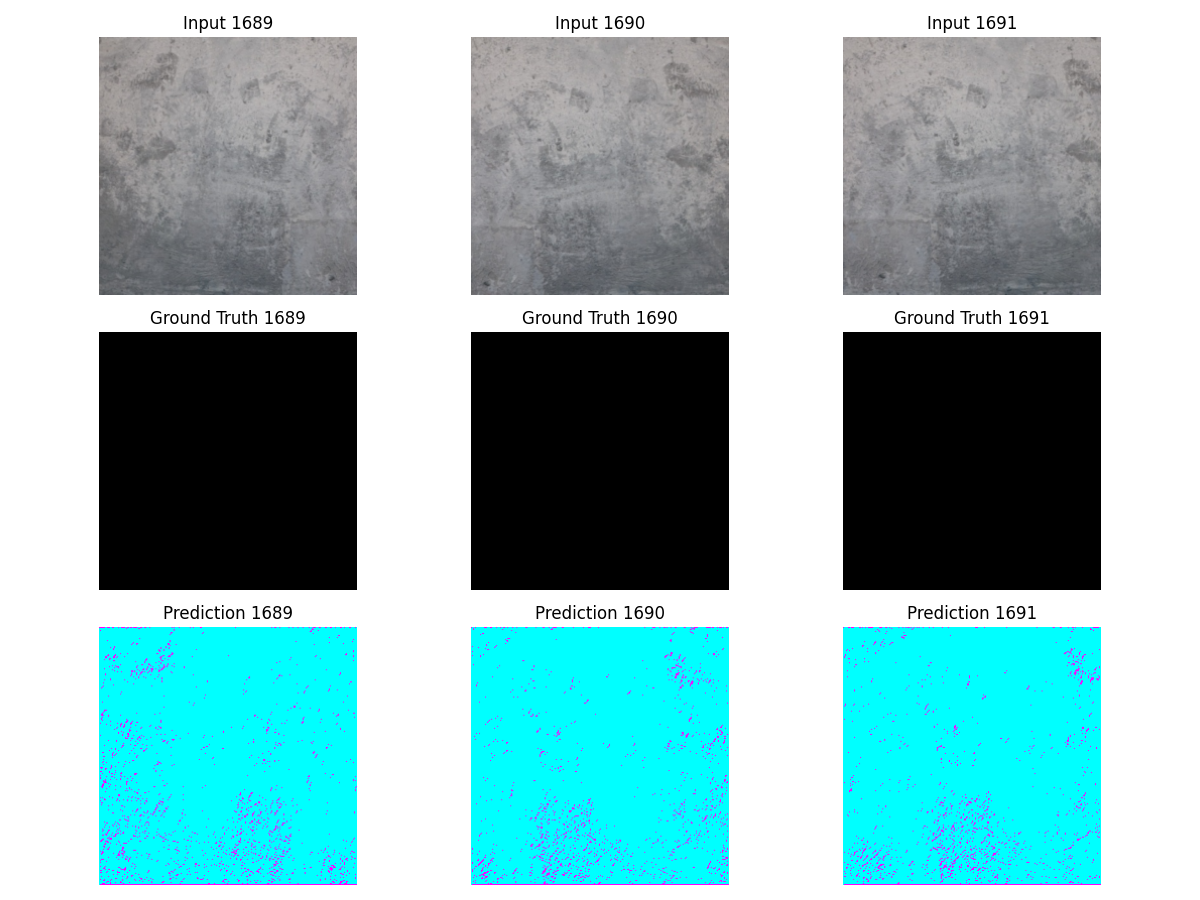 Input 1689
Input 1690
Input 1691
Ground Truth 1689
Ground Truth 1690
Ground Truth 1691
Prediction 1689
Prediction 1690
Prediction 1691